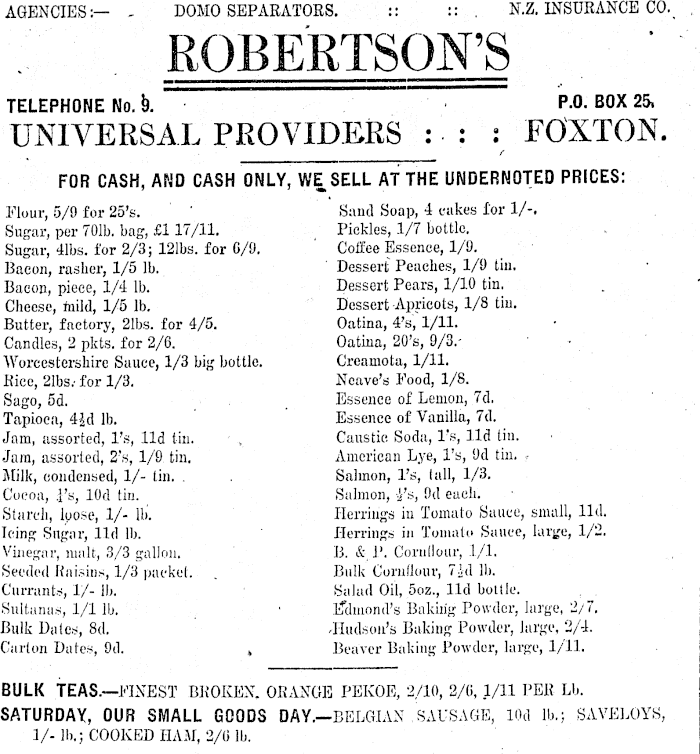 AGENCIES:— DOMO SEPARATORS. :: :: N.Z. INSURANCE CO.
ROBERTSON'S
TELEPHONE No. 9. P.O. BOX 25.
UNIVERSAL PROVIDERS : : : FOXTON.
FOR CASH, AND CASH ONLY, WE SELL AT THE UNDERNOTED PRICES:
Flour, 5/9 for 25's.
Sugar, per 70lb. bag, £1 17/11.
Sugar, 4lbs. for 2/3; 12lbs. for 6/9.
Bacon, rasher, 1/5 lb.
Bacon, piece, 1/4 lb.
Cheese, mild, 1/5 lb.
Butter, factory, 2lbs. for 4/5.
Candles, 2 pkts. for 2/6.
Worcestershire Sauce, 1/3 big bottle.
Rice, 2lbs. for 1/3.
Sago, 5d.
Tapioca, 4½d lb.
Jam, assorted, 1's, 11d tin.
Jam, assorted, 2's, 1/9 tin.
Milk, condensed, 1/- tin.
Cocoa, ¼'s, 10d tin.
Starch, loose, 1/- lb.
Icing Sugar, 11d lb.
Vinegar, malt, 3/3 gallon.
Seeded Raisins, 1/3 packet.
Currants, 1/- lb.
Sultanas, 1/1 lb.
Bulk Dates, 8d.
Carton Dates, 9d.
Sand Soap, 4 cakes for 1/-.
Pickles, 1/7 bottle.
Coffee Essence, 1/9.
Dessert Peaches, 1/9 tin.
Dessert Pears, 1/10 tin.
Dessert Apricots, 1/8 tin.
Oatina, 4's, 1/11.
Oatina, 20's, 9/3.
Creamota, 1/11.
Neave's Food, 1/8.
Essence of Lemon, 7d.
Essence of Vanilla, 7d.
Caustic Soda, 1's, 11d tin.
American Lye, 1's, 9d tin.
Salmon, 1's, tall, 1/3.
Salmon, ½'s, 9d each.
Herrings in Tomato Sauce, small, 11d.
Herrings in Tomato Sauce, large, 1/2.
B. & P. Cornflour, 1/1.
Bulk Cornflour, 7½d lb.
Salad Oil, 5oz., 11d bottle.
Edmond's Baking Powder, large, 2/7.
Hudson's Baking Powder, large, 2/4.
Beaver Baking Powder, large, 1/11.
BULK TEAS.—FINEST BROKEN. ORANGE PEKOE, 2/10, 2/6, 1/11 PER Lb.
SATURDAY, OUR SMALL GOODS DAY.—BELGIAN SAUSAGE, 10d lb.; SAVELOYS,
1/- lb.; COOKED HAM, 2/6 lb.